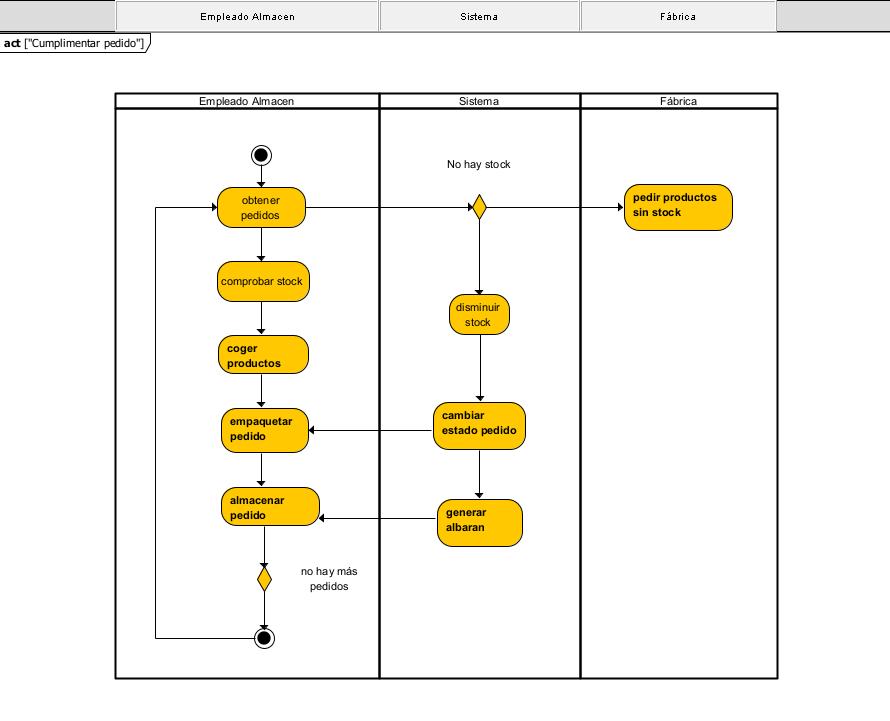 Empleado Almacen
Sistema
Fábrica
act ["Cumplimentar pedido"]
Empleado Almacen
Sistema
Fábrica
No hay stock
obtener
pedidos
pedir productos
sin stock
comprobar stock
disminuir
stock
coger
productos
empaquetar
pedido
cambiar
estado pedido
almacenar
pedido
generar
albaran
no hay más
pedidos